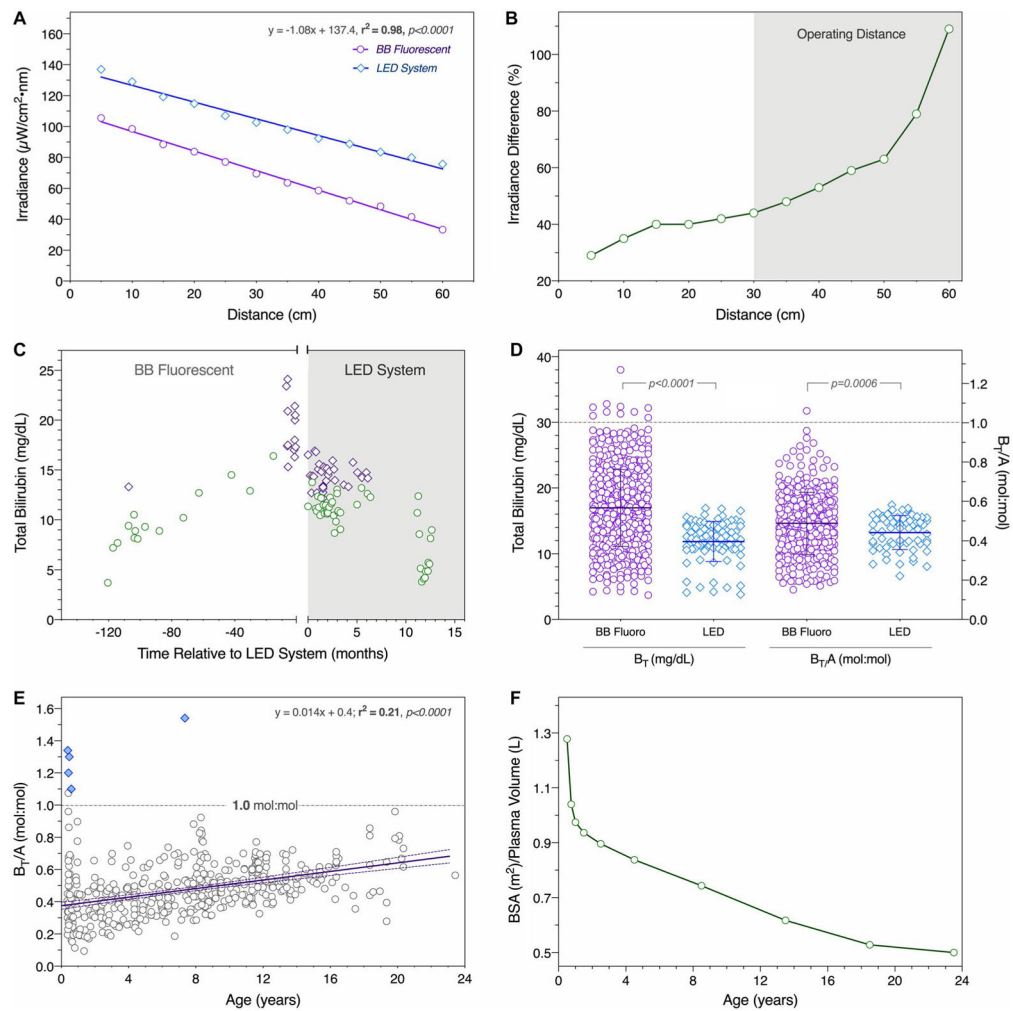 A
y = -1.08x + 137.4, r² = 0.98, p<0.0001
BB Fluorescent
LED System
Irradiance (µW/cm²•nm)
160
140
120
100
80
60
40
20
0
0 10 20 30 40 50 60
Distance (cm)
B
Operating Distance
Irradiance Difference (%)
100
80
60
40
20
0 10 20 30 40 50 60
Distance (cm)
C
BB Fluorescent
LED System
Total Bilirubin (mg/dL)
25
20
15
10
5
0
-120 -80 -40 0 5 10 15
Time Relative to LED System (months)
D
p<0.0001
p=0.0006
Total Bilirubin (mg/dL)
40
30
20
10
0
1.2
1.0
0.8
0.6
0.4
0.2
0.0
B_T/A (mol:mol)
BB Fluoro LED BB Fluoro LED
B_T (mg/dL) B_T/A (mol:mol)
E
y = 0.014x + 0.4; r² = 0.21, p<0.0001
1.0 mol:mol
B_T/A (mol:mol)
1.6
1.4
1.2
1.0
0.8
0.6
0.4
0.2
0.0
0 4 8 12 16 20 24
Age (years)
F
BSA (m²)/Plasma Volume (L)
1.3
1.1
0.9
0.7
0.5
0 4 8 12 16 20 24
Age (years)